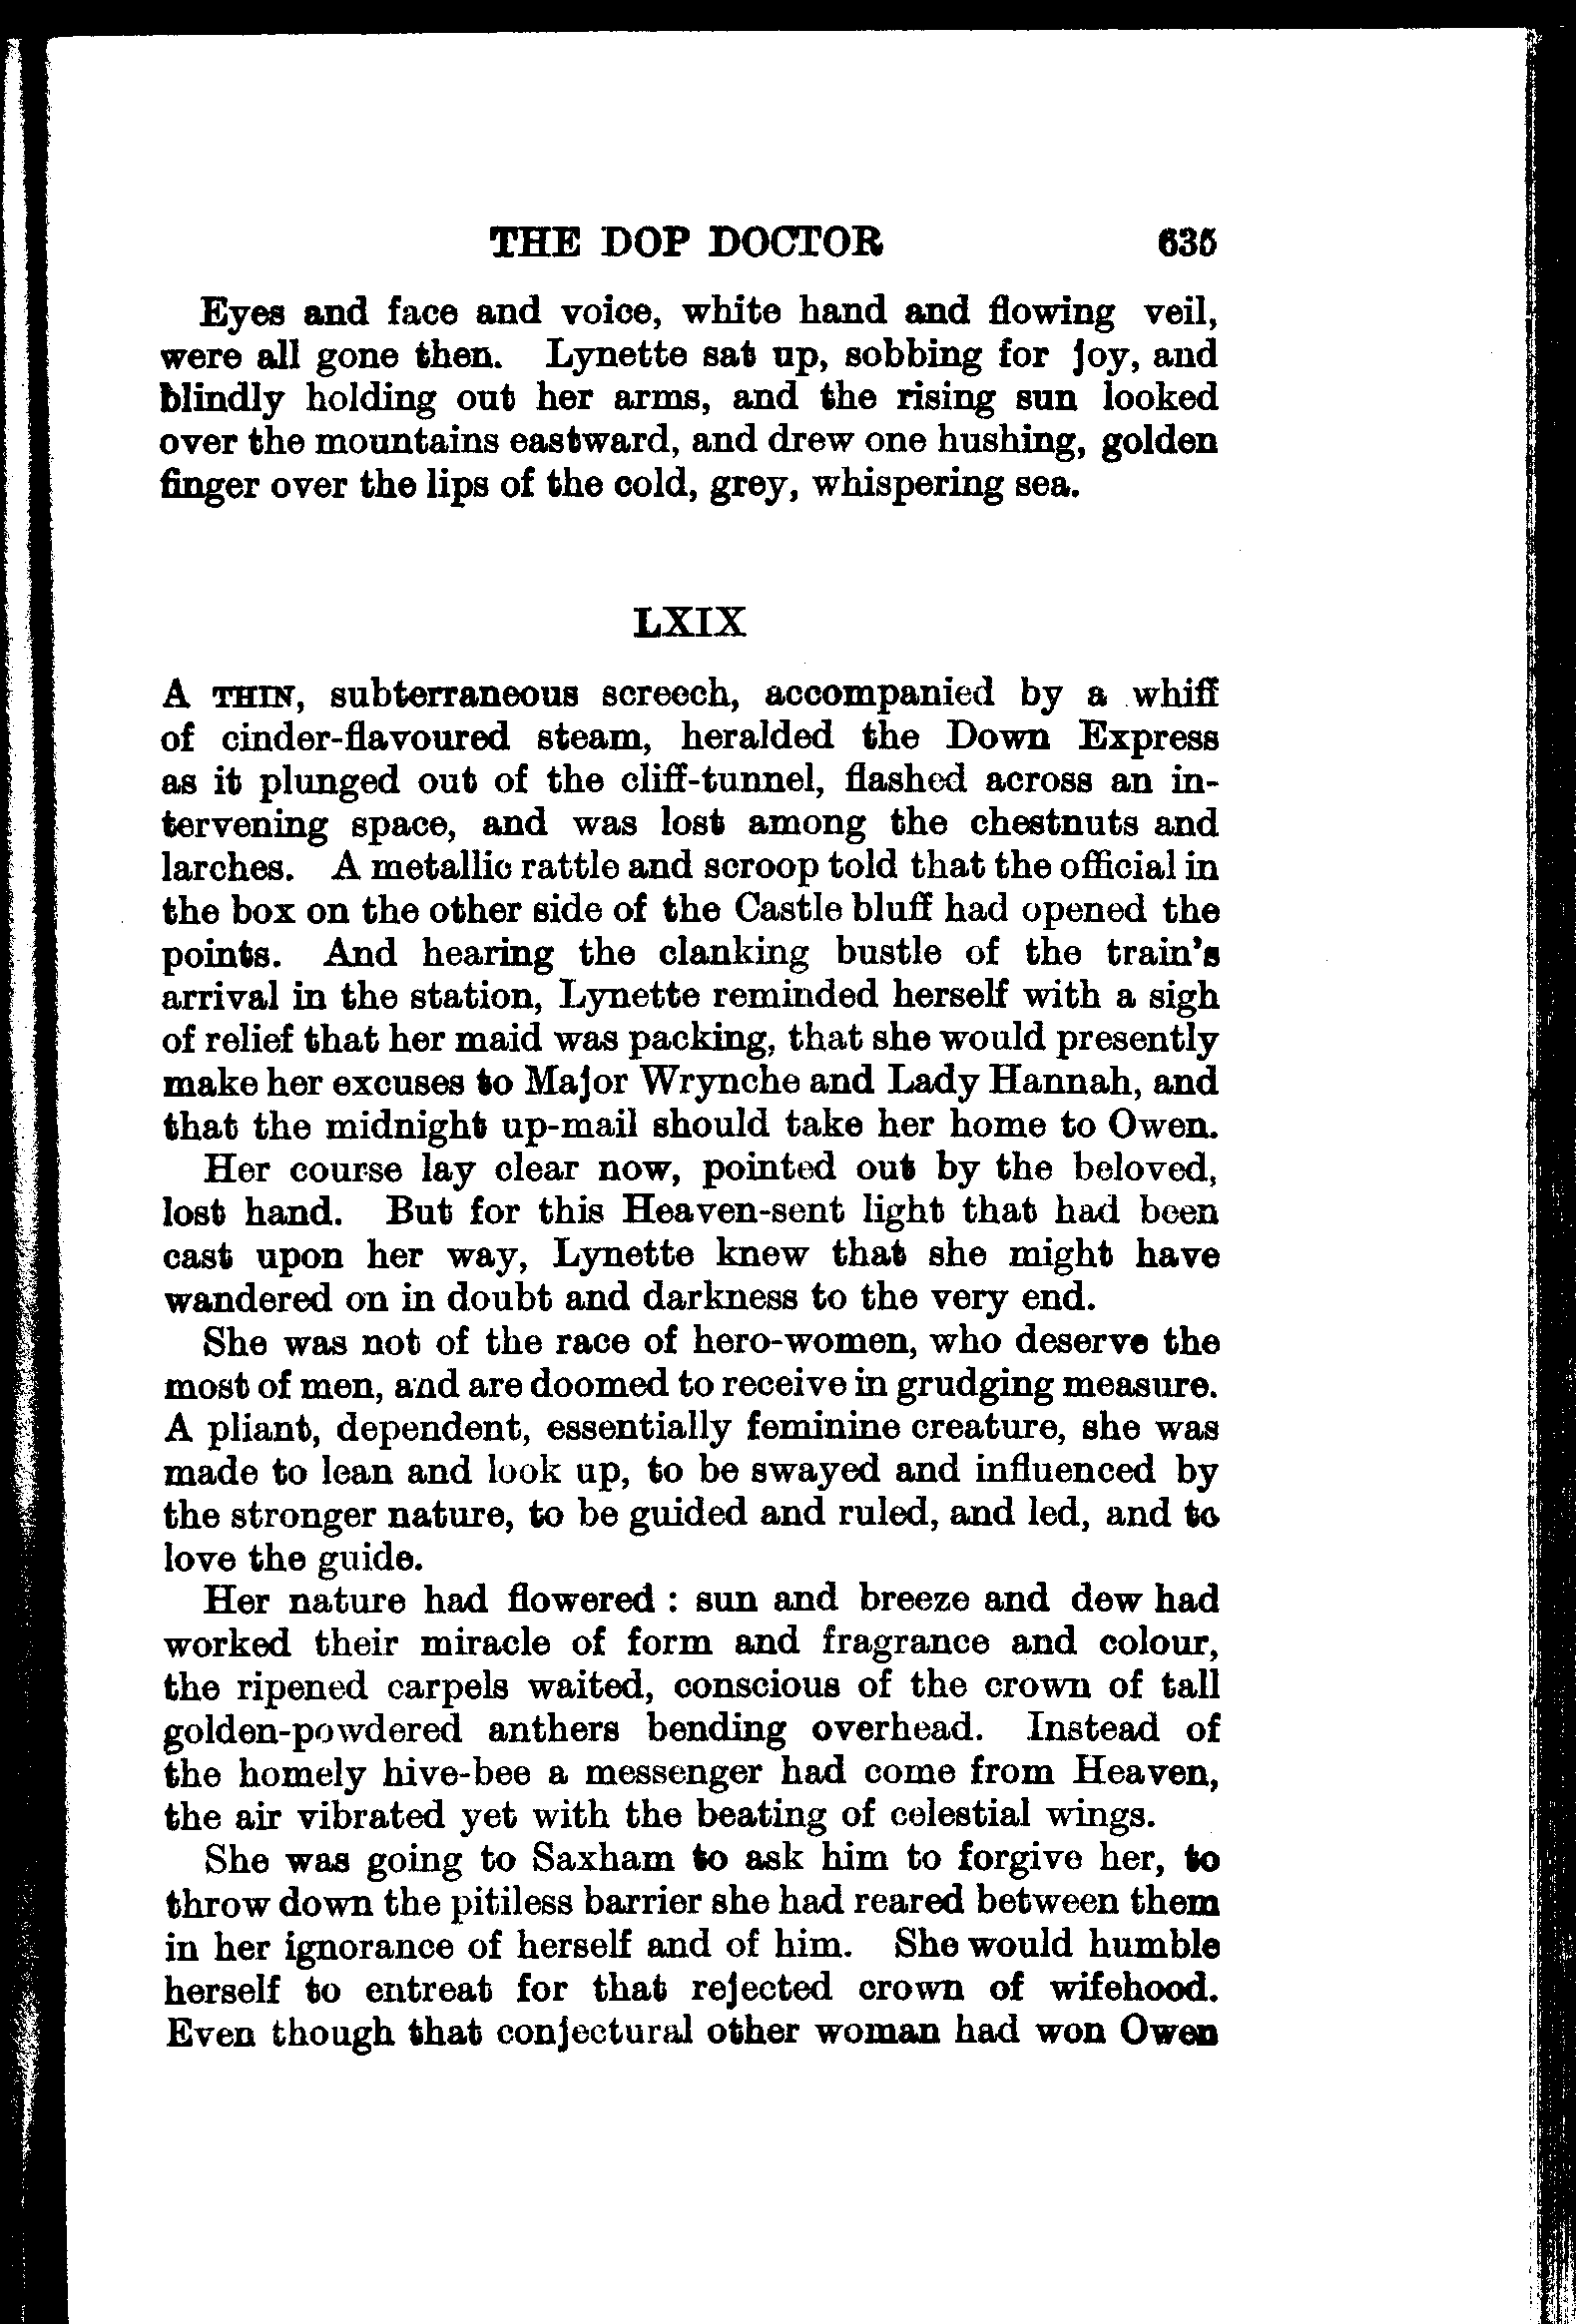 THE DOP DOCTOR 635
Eyes and face and voice, white hand and flowing veil,
were all gone then. Lynette sat up, sobbing for joy, and
blindly holding out her arms, and the rising sun looked
over the mountains eastward, and drew one hushing, golden
finger over the lips of the cold, grey, whispering sea.
LXIX
A THIN, subterraneous screech, accompanied by a whiff
of cinder-flavoured steam, heralded the Down Express
as it plunged out of the cliff-tunnel, flashed across an in-
tervening space, and was lost among the chestnuts and
larches. A metallic rattle and scroop told that the official in
the box on the other side of the Castle bluff had opened the
points. And hearing the clanking bustle of the train's
arrival in the station, Lynette reminded herself with a sigh
of relief that her maid was packing, that she would presently
make her excuses to Major Wrynche and Lady Hannah, and
that the midnight up-mail should take her home to Owen.
Her course lay clear now, pointed out by the beloved,
lost hand. But for this Heaven-sent light that had been
cast upon her way, Lynette knew that she might have
wandered on in doubt and darkness to the very end.
She was not of the race of hero-women, who deserve the
most of men, and are doomed to receive in grudging measure.
A pliant, dependent, essentially feminine creature, she was
made to lean and look up, to be swayed and influenced by
the stronger nature, to be guided and ruled, and led, and to
love the guide.
Her nature had flowered : sun and breeze and dew had
worked their miracle of form and fragrance and colour,
the ripened carpels waited, conscious of the crown of tall
golden-powdered anthers bending overhead. Instead of
the homely hive-bee a messenger had come from Heaven,
the air vibrated yet with the beating of celestial wings.
She was going to Saxham to ask him to forgive her, to
throw down the pitiless barrier she had reared between them
in her ignorance of herself and of him. She would humble
herself to entreat for that rejected crown of wifehood.
Even though that conjectural other woman had won Owen